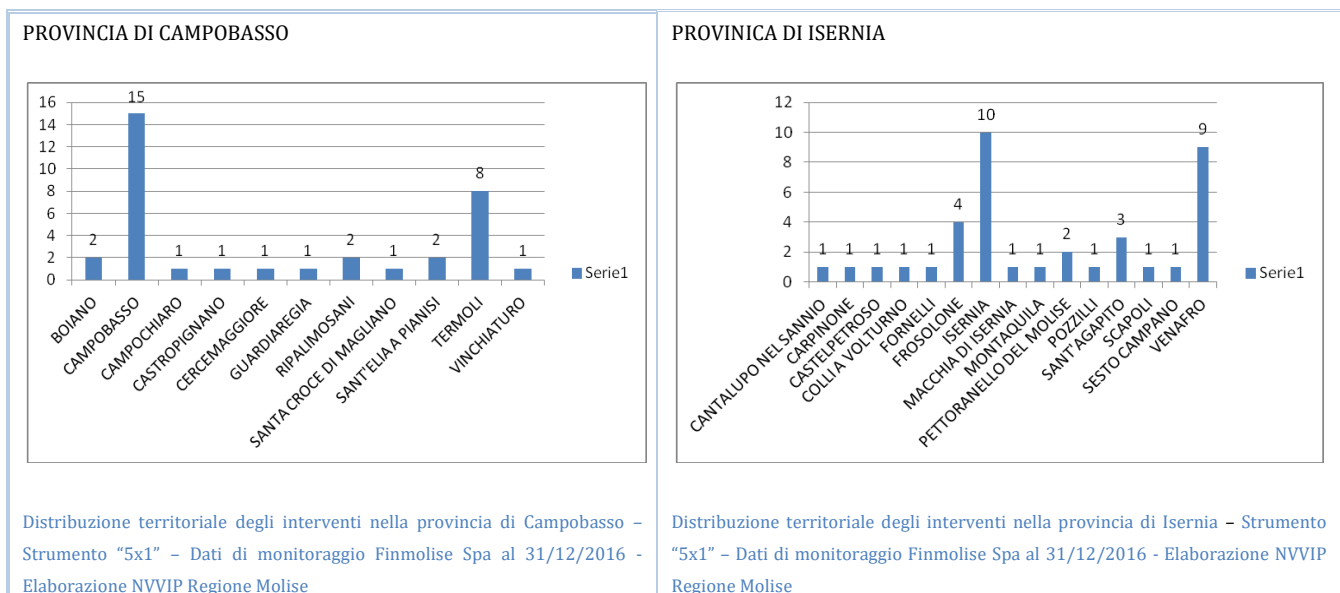 PROVINCIA DI CAMPOBASSO
16
14
12
10
8
6
4
2
0
2
15
1
1
1
1
2
1
2
8
1
BOIANO
CAMPOBASSO
CAMPOCHIARO
CASTROPIGNANO
CERCEMAGGIORE
GUARDIAREGIA
RIPALIMOSANI
SANTA CROCE DI MAGLIANO
SANT'ELIA A PIANISI
TERMOLI
VINCHIATURO
Serie1
Distribuzione territoriale degli interventi nella provincia di Campobasso –
Strumento “5x1” – Dati di monitoraggio Finmolise Spa al 31/12/2016 -
Elaborazione NVVIP Regione Molise
PROVINICA DI ISERNIA
12
10
8
6
4
2
0
1
1
1
1
1
4
10
1
1
2
1
3
1
1
9
CANTALUPO NEL SANNIO
CARPINONE
CASTELPETROSO
COLLI A VOLTURNO
FORNELLI
FROSOLONE
ISERNIA
MACCHIA DI ISERNIA
MONTAQUILA
PETTORANELLO DEL MOLISE
POZZILLI
SANT'AGAPITO
SCAPOLI
SESTO CAMPANO
VENAFRO
Serie1
Distribuzione territoriale degli interventi nella provincia di Isernia – Strumento
“5x1” – Dati di monitoraggio Finmolise Spa al 31/12/2016 - Elaborazione NVVIP
Regione Molise